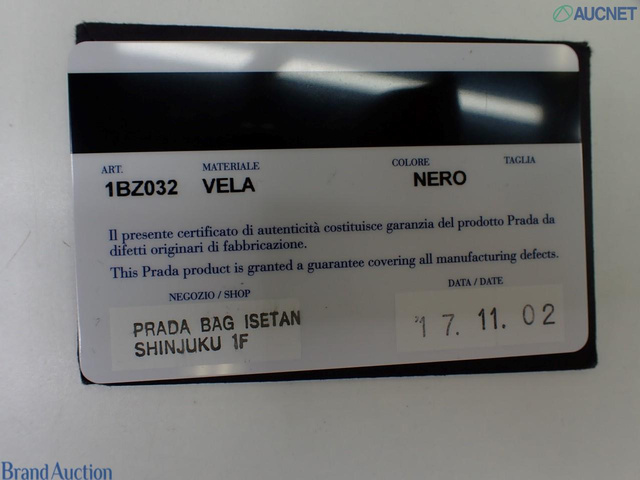 AUCNET
ART. MATERIALE COLORE TAGLIA
1BZ032 VELA NERO
Il presente certificato di autenticità costituisce garanzia del prodotto Prada da
difetti originari di fabbricazione.
This Prada product is granted a guarantee covering all manufacturing defects.
NEGOZIO / SHOP DATA / DATE
PRADA BAG ISETAN
SHINJUKU 1F
'17.11.02
Brand Auction